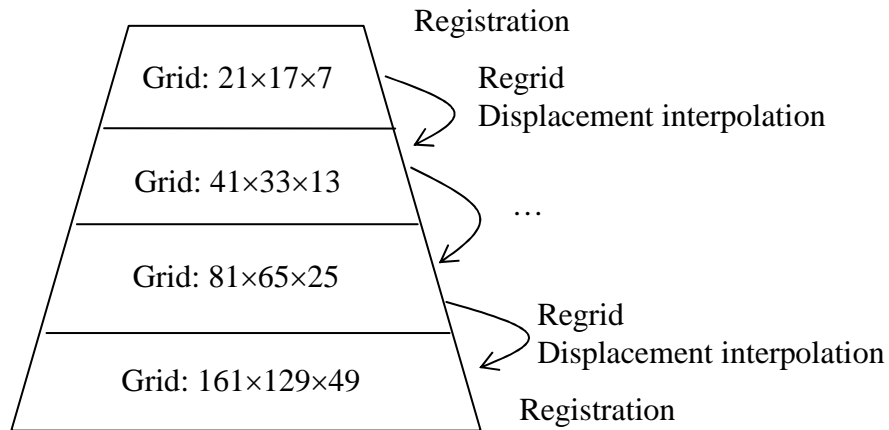 Registration
Grid: 21×17×7
Regrid
Displacement interpolation
Grid: 41×33×13
…
Grid: 81×65×25
Regrid
Displacement interpolation
Grid: 161×129×49
Registration